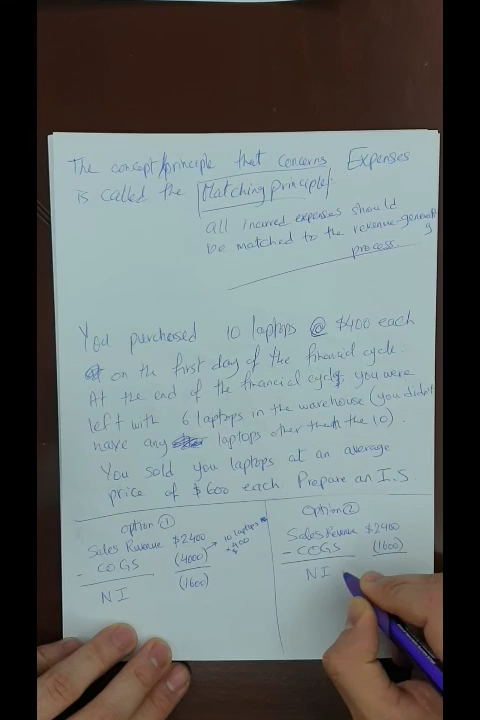 The concept/principle that concerns Expenses
is called the Matching principle
all incurred expenses should
be matched to the revenue-generating
process.
You purchased 10 laptops @ $400 each
on the first day of the financial cycle.
At the end of the financial cycle, you were
left with 6 laptops in the warehouse (you didn't
have any laptops other than the 10).
You sold you laptops at an average
price of $600 each Prepare an I.S.
Option ①
Sales Revenue $2400
- COGS (4000) → 10 laptops
× 400
NI (1600)
Option ②
Sales Revenue $2400
- COGS (1600)
NI